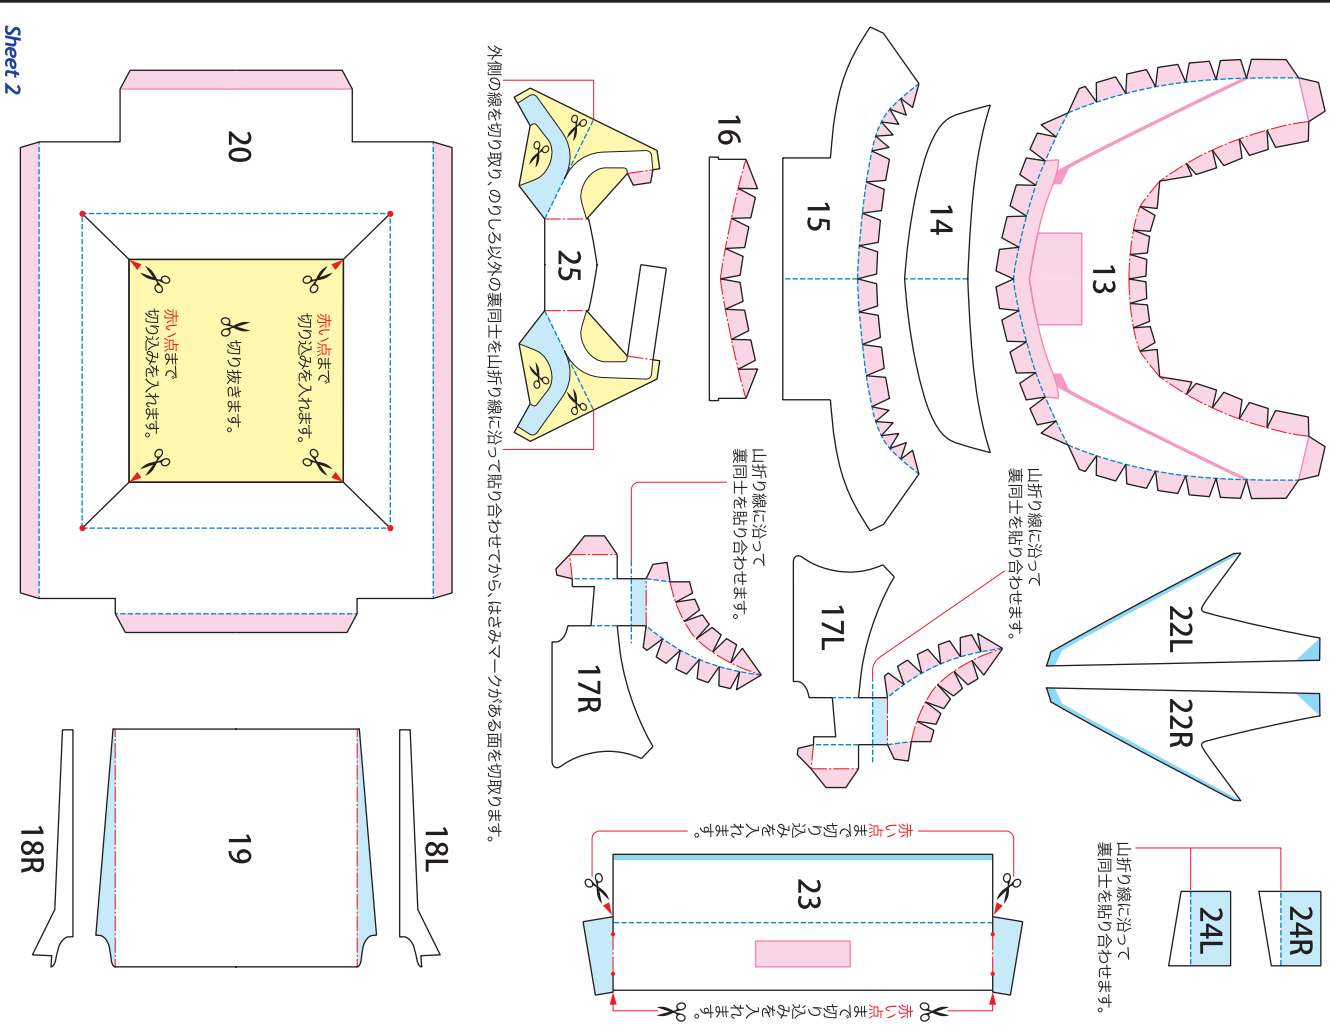 Sheet 2
13
14
15
16
外側の線を切り取り、のりしろ以外の裏同士を山折り線に沿って貼り合わせてから、はさみマークがある面を切取ります。
25
20
赤い点まで
切り込みを入れます。
切り抜きます。
赤い点まで
切り込みを入れます。
山折り線に沿って
裏同士を貼り合わせます。
17L
山折り線に沿って
裏同士を貼り合わせます。
17R
22L
22R
18L
19
18R
赤い点まで切り込みを入れます。
23
赤い点まで切り込みを入れます。
24R
24L
山折り線に沿って
裏同士を貼り合わせます。